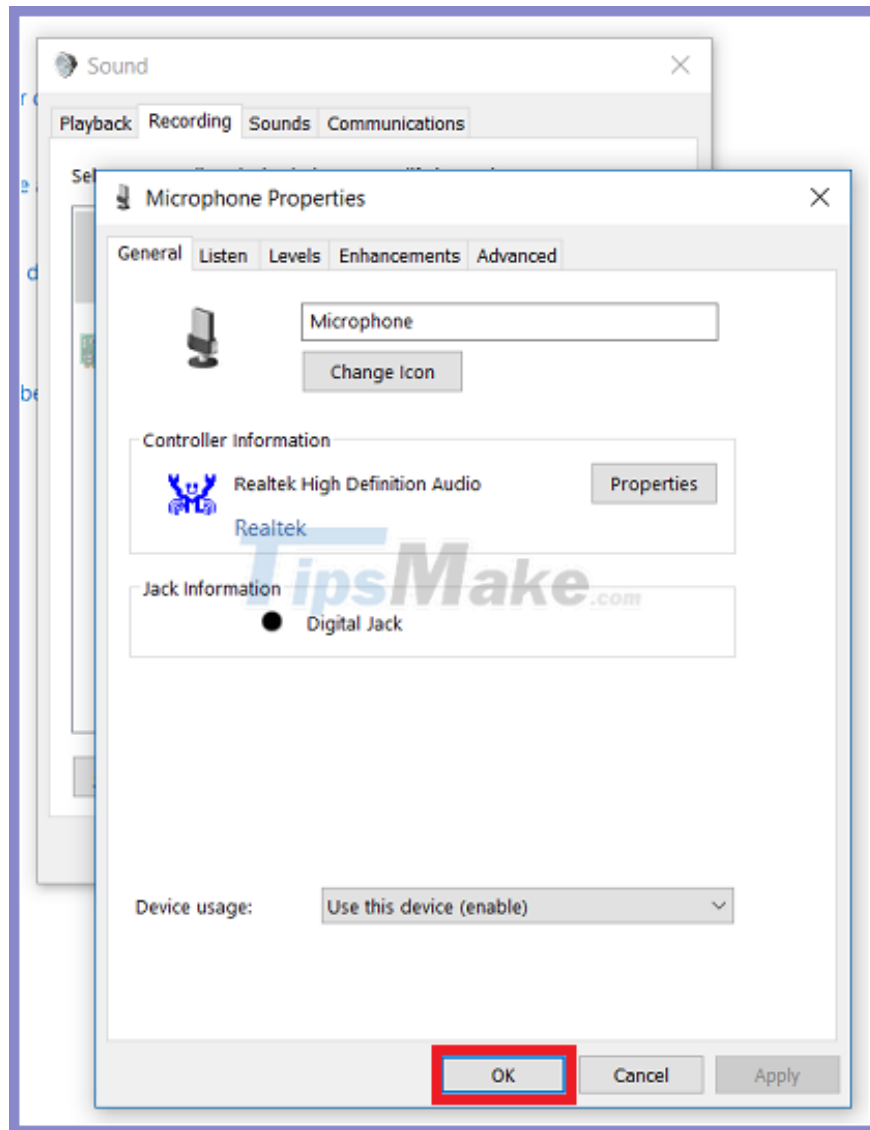 Sound
Playback Recording Sounds Communications
Sel
Microphone Properties
General Listen Levels Enhancements Advanced
Microphone
Change Icon
Controller Information
Realtek High Definition Audio
Properties
Realtek
TipsMake.com
Jack Information
Digital Jack
Device usage:
Use this device (enable)
OK Cancel Apply